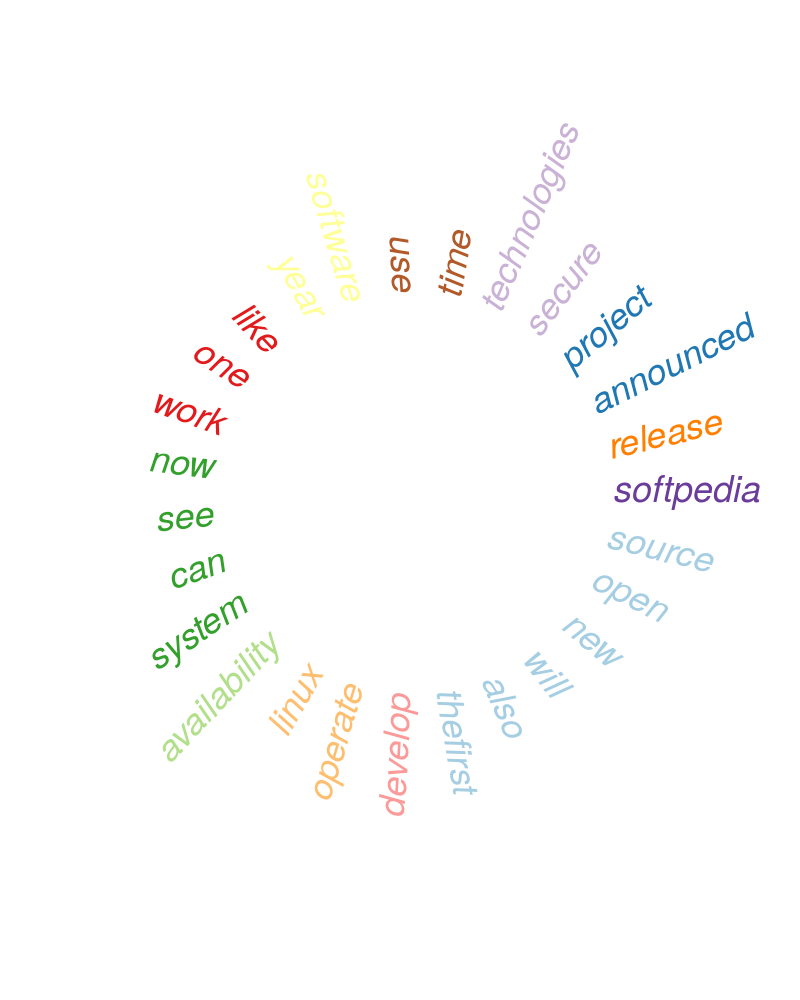 use
time
technologies
secure
project
announced
release
softpedia
source
open
new
will
also
thefirst
develop
operate
linux
availability
system
can
see
now
work
one
like
year
software